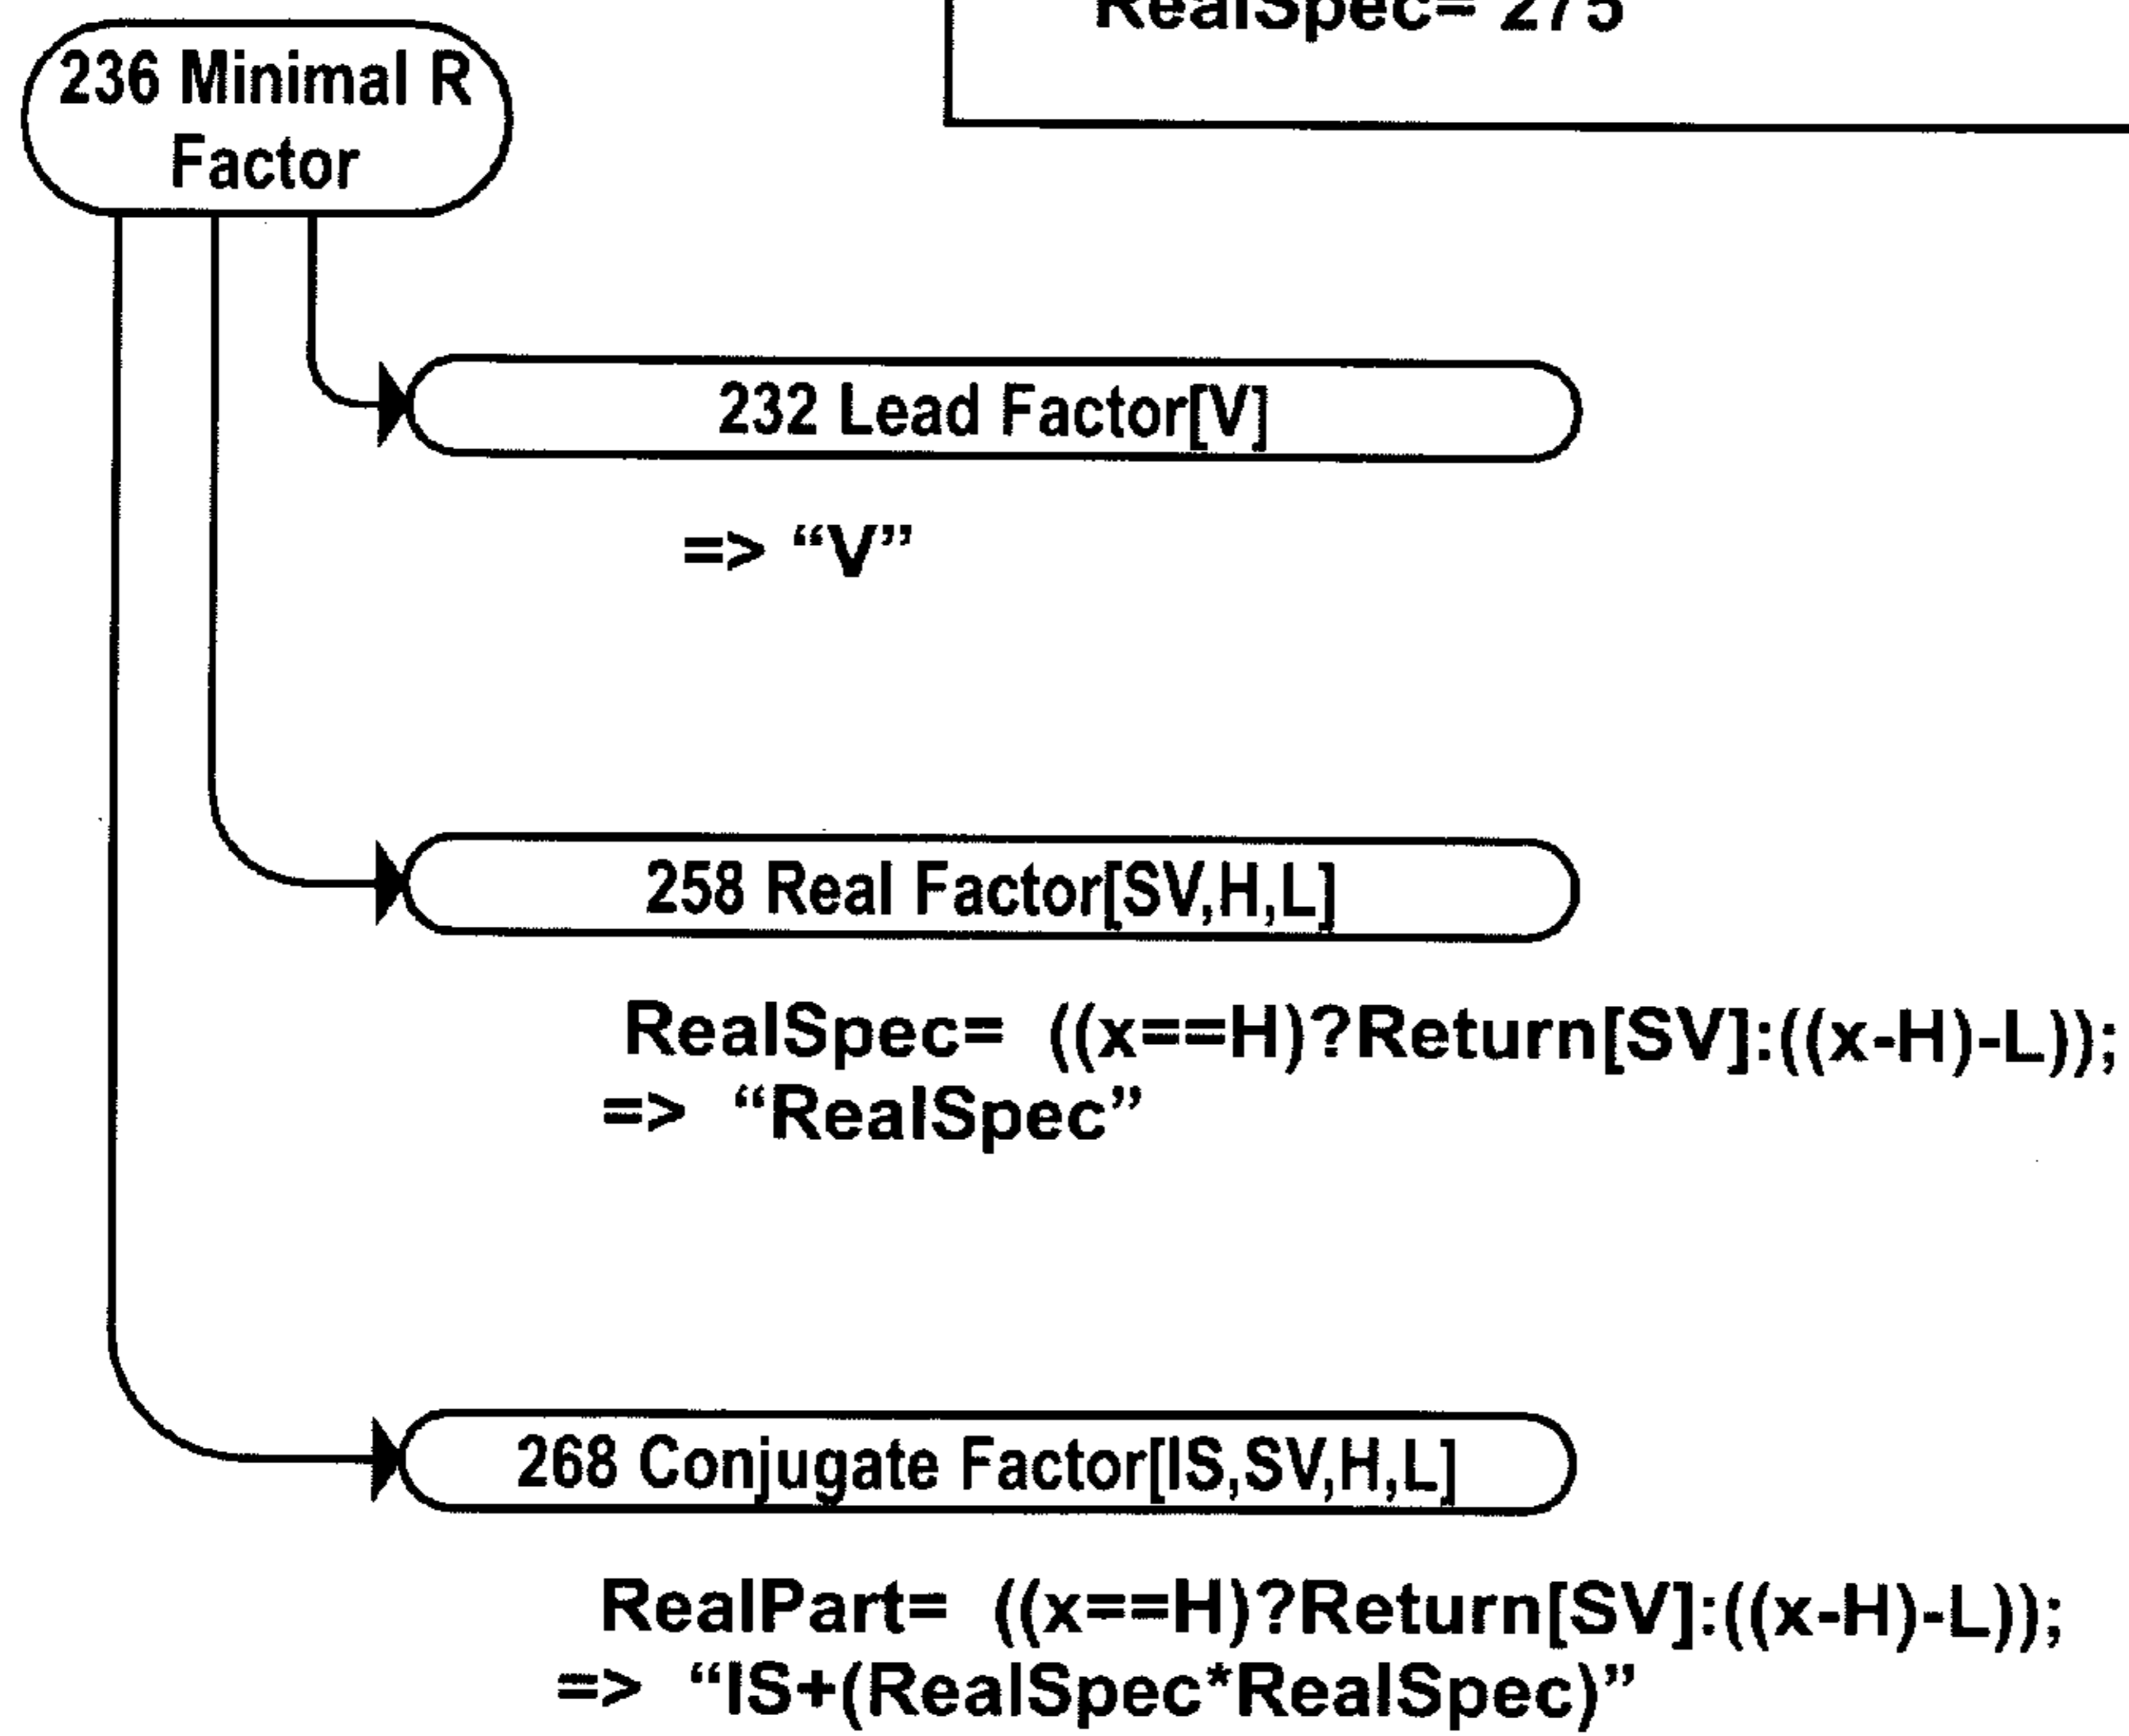 RealSpec= 275
236 Minimal R
Factor
232 Lead Factor[V]
=> “V”
258 Real Factor[SV,H,L]
RealSpec= ((x==H)?Return[SV]:((x-H)-L));
=> “RealSpec”
268 Conjugate Factor[IS,SV,H,L]
RealPart= ((x==H)?Return[SV]:((x-H)-L));
=> “IS+(RealSpec*RealSpec)”